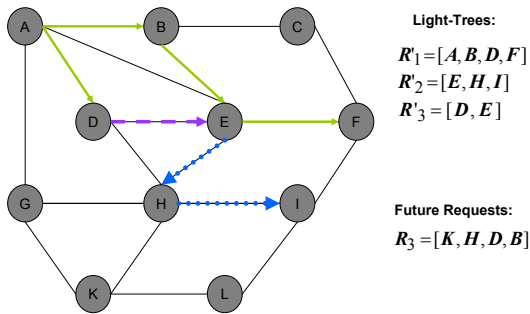 A
B
C
D
E
F
G
H
I
K
L
Light-Trees:
R'1=[A,B,D,F]
R'2=[E,H,I]
R'3=[D,E]
Future Requests:
R3=[K,H,D,B]